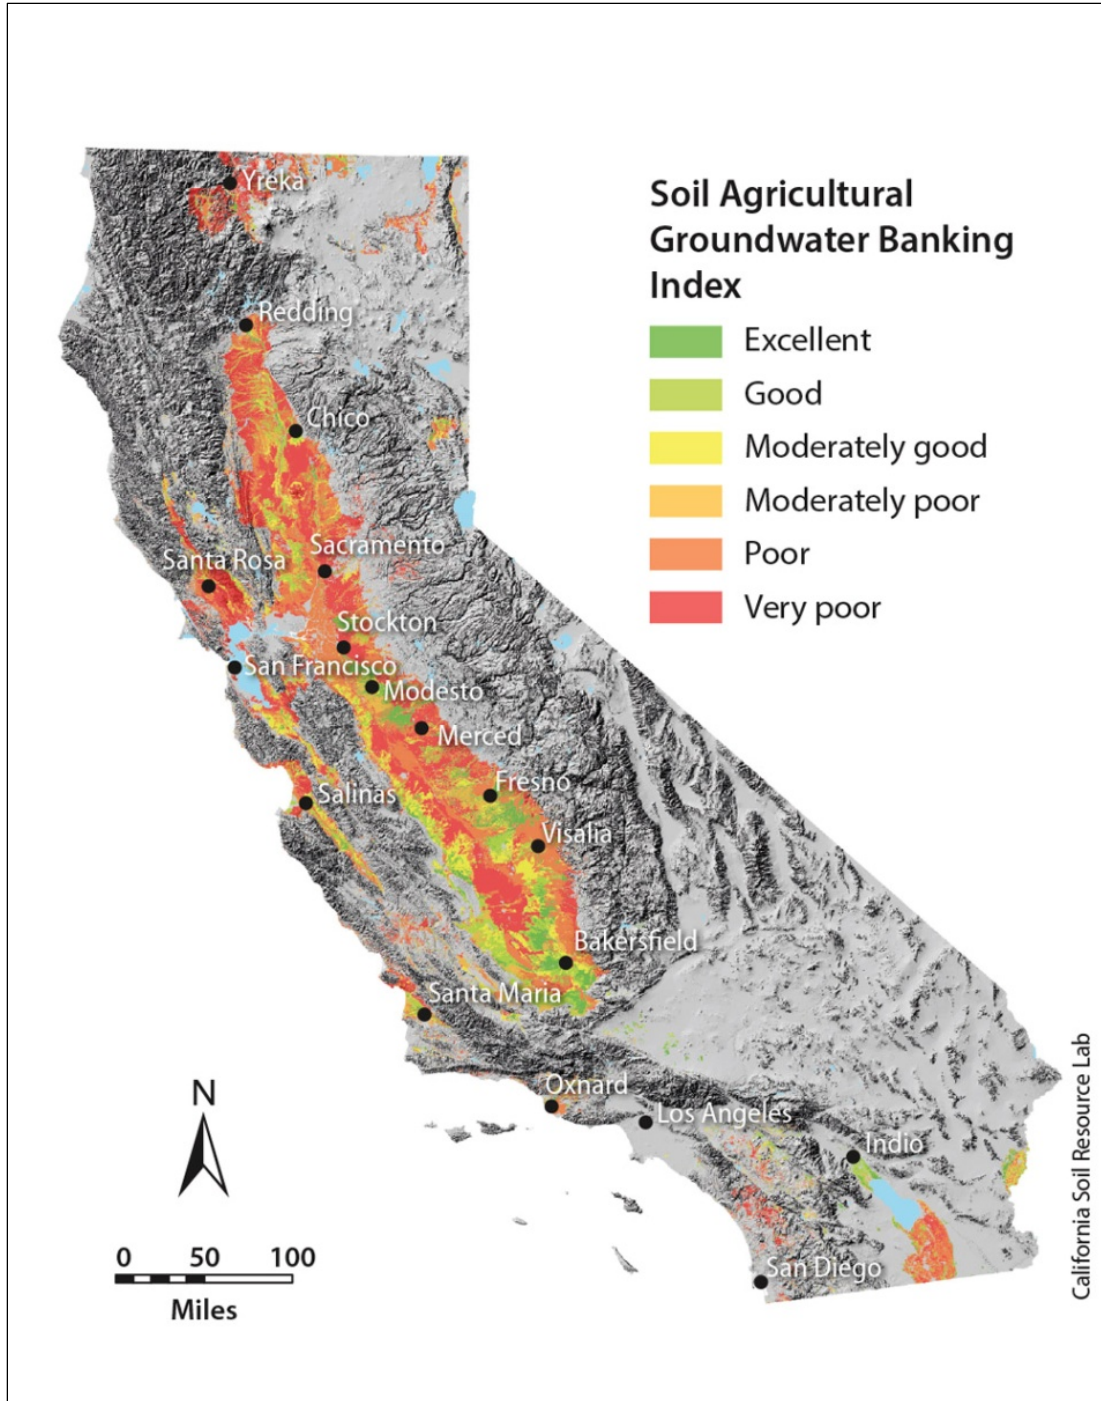 Soil Agricultural
Groundwater Banking
Index
Excellent
Good
Moderately good
Moderately poor
Poor
Very poor
Yreka
Redding
Chico
Sacramento
Santa Rosa
Stockton
San Francisco
Modesto
Merced
Fresno
Salinas
Visalia
Bakersfield
Santa Maria
Oxnard
Los Angeles
Indio
San Diego
N
0 50 100
Miles
California Soil Resource Lab